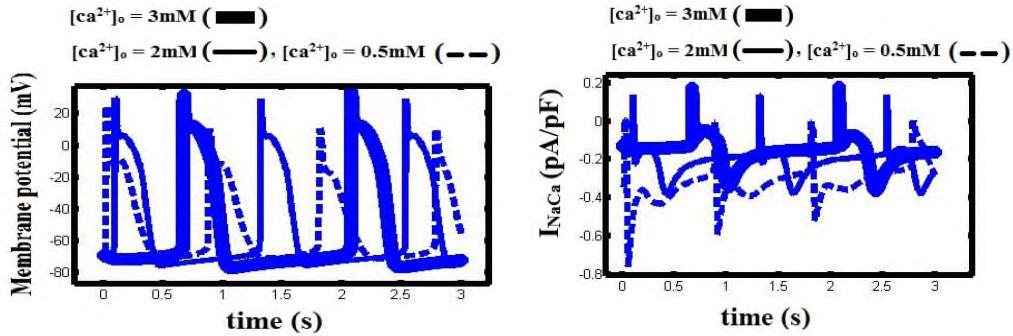 [ca²⁺]ₒ = 3mM ( )
[ca²⁺]ₒ = 2mM ( ), [ca²⁺]ₒ = 0.5mM ( )
Membrane potential (mV)
20
0
-20
-40
-60
-80
0 0.5 1 1.5 2 2.5 3
time (s)
[ca²⁺]ₒ = 3mM ( )
[ca²⁺]ₒ = 2mM ( ), [ca²⁺]ₒ = 0.5mM ( )
I_NaCa (pA/pF)
0.2
0
-0.2
-0.4
-0.6
-0.8
0 0.5 1 1.5 2 2.5 3
time (s)